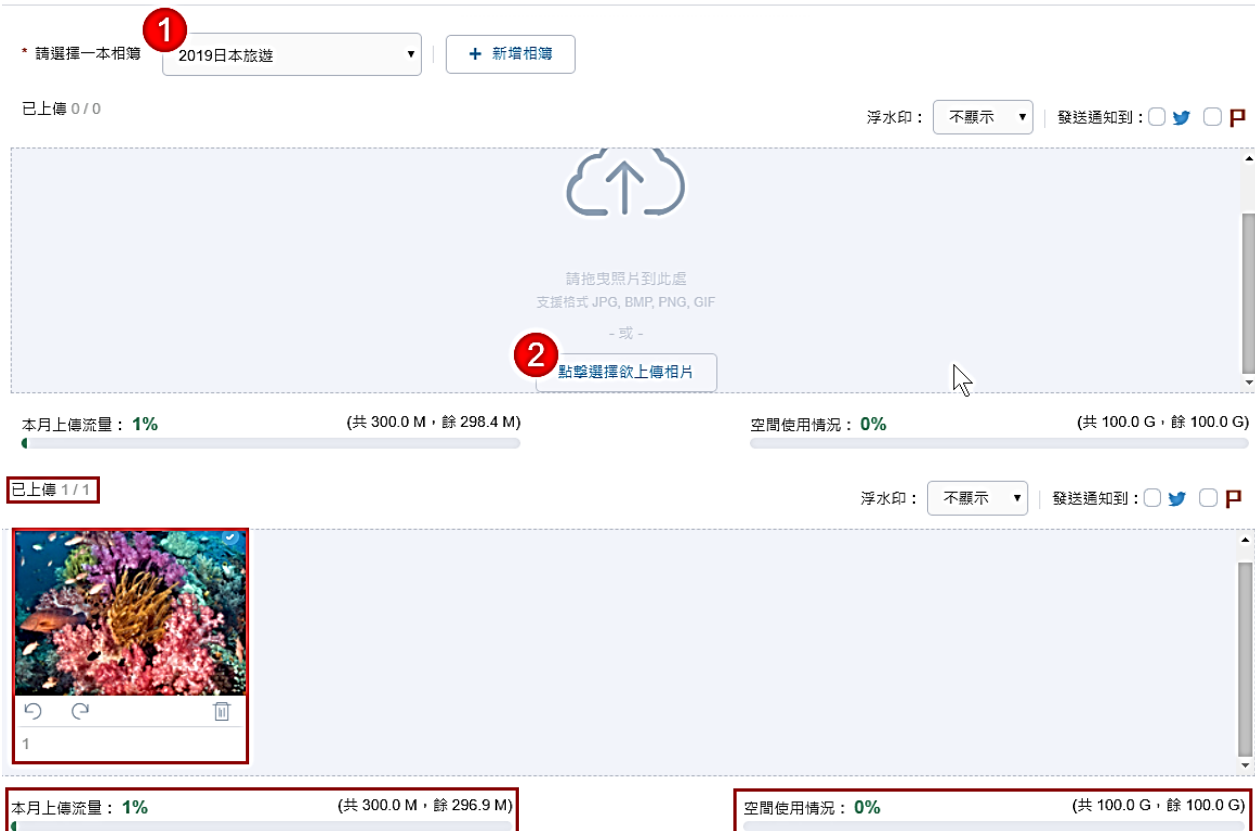 1
* 請選擇一本相簿 2019日本旅遊 + 新增相簿
已上傳 0 / 0
浮水印： 不顯示 發送通知到：
請拖曳照片到此處
支援格式 JPG, BMP, PNG, GIF
- 或 -
2
點擊選擇欲上傳相片
本月上傳流量： 1% (共 300.0 M，餘 298.4 M) 空間使用情況： 0% (共 100.0 G，餘 100.0 G)
已上傳 1 / 1
浮水印： 不顯示 發送通知到：
1
本月上傳流量： 1% (共 300.0 M，餘 296.9 M) 空間使用情況： 0% (共 100.0 G，餘 100.0 G)